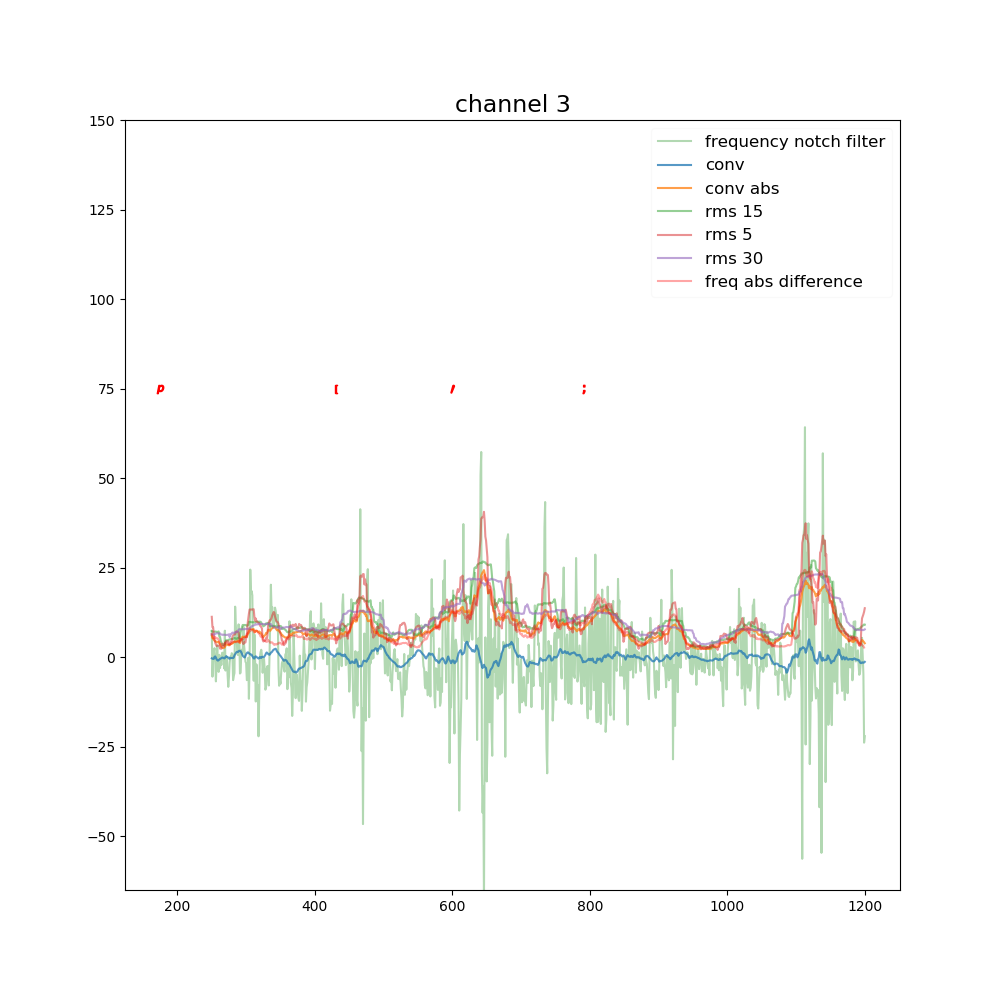 channel 3
150
frequency notch filter
conv
conv abs
rms 15
rms 5
rms 30
freq abs difference
125
100
75
p [ / ;
50
25
0
−25
−50
200 400 600 800 1000 1200